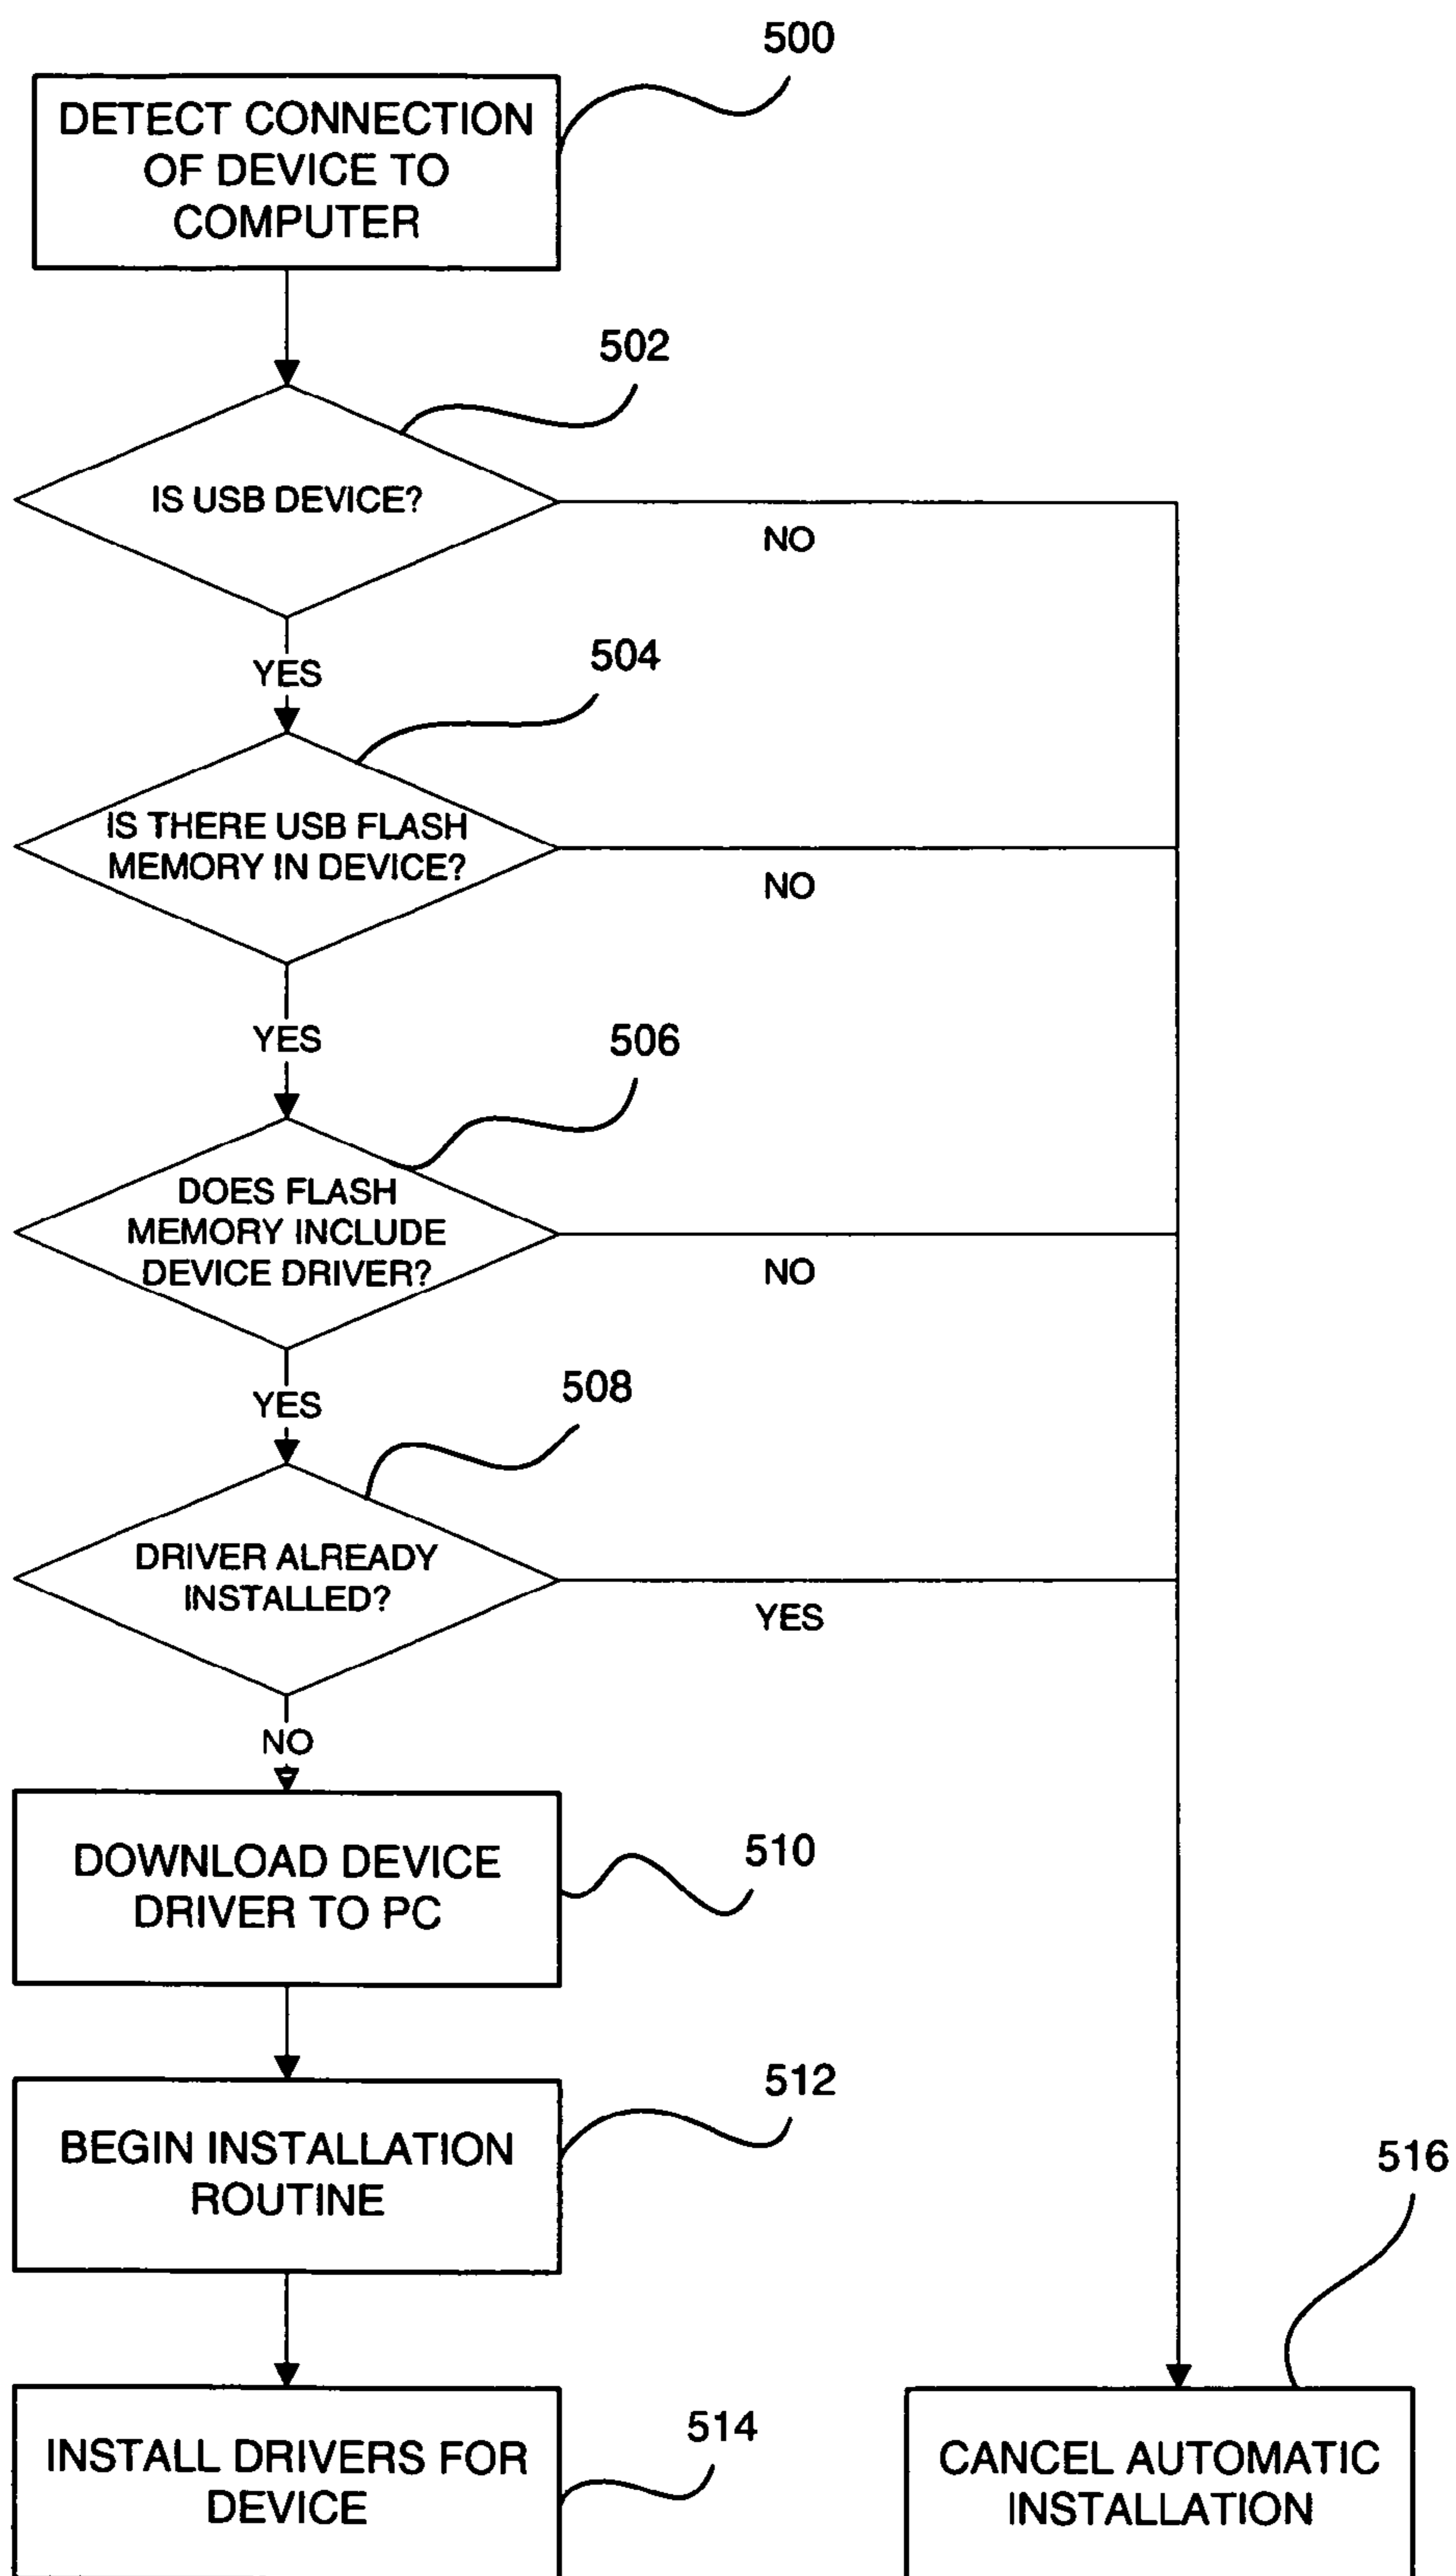 500
DETECT CONNECTION
OF DEVICE TO
COMPUTER
502
IS USB DEVICE?
NO
YES
504
IS THERE USB FLASH
MEMORY IN DEVICE?
NO
YES
506
DOES FLASH
MEMORY INCLUDE
DEVICE DRIVER?
NO
YES
508
DRIVER ALREADY
INSTALLED?
YES
NO
510
DOWNLOAD DEVICE
DRIVER TO PC
512
BEGIN INSTALLATION
ROUTINE
516
514
INSTALL DRIVERS FOR
DEVICE
CANCEL AUTOMATIC
INSTALLATION